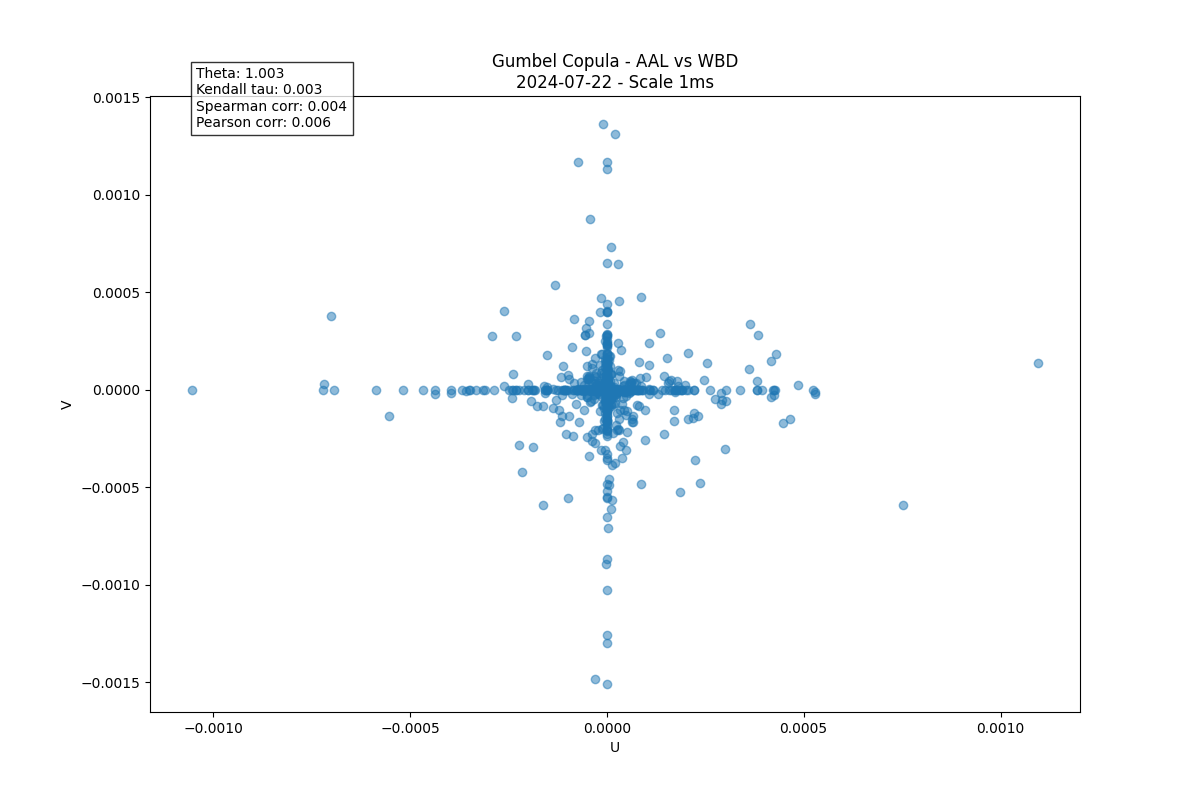 Gumbel Copula - AAL vs WBD
2024-07-22 - Scale 1ms
Theta: 1.003
Kendall tau: 0.003
Spearman corr: 0.004
Pearson corr: 0.006
0.0015
0.0010
0.0005
0.0000
−0.0005
−0.0010
−0.0015
V
−0.0010
−0.0005
0.0000
0.0005
0.0010
U